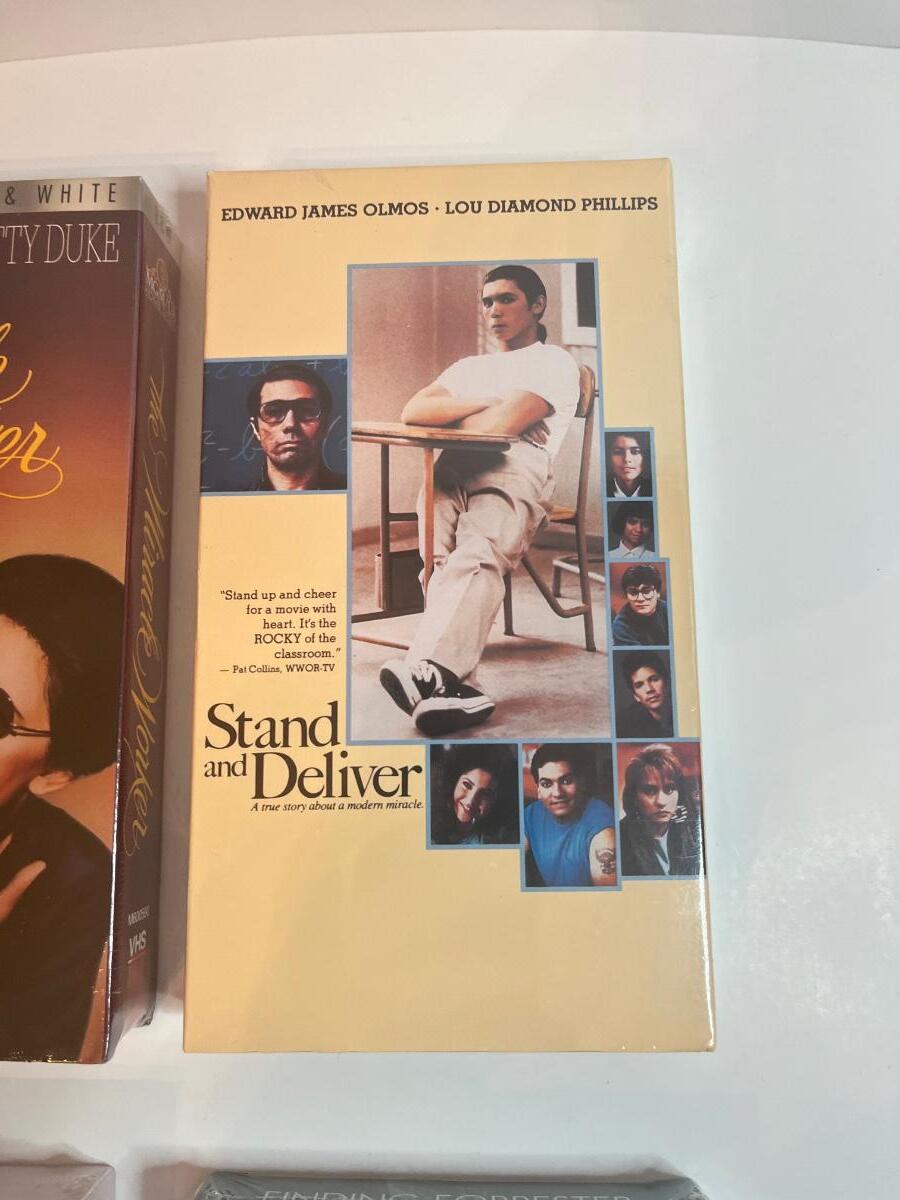 & WHITE
TTY DUKE
The Miracle Worker
VHS
EDWARD JAMES OLMOS · LOU DIAMOND PHILLIPS
"Stand up and cheer
for a movie with
heart. It's the
ROCKY of the
classroom."
— Pat Collins, WWOR-TV
Stand
and Deliver
A true story about a modern miracle.
FINDING FORRESTER